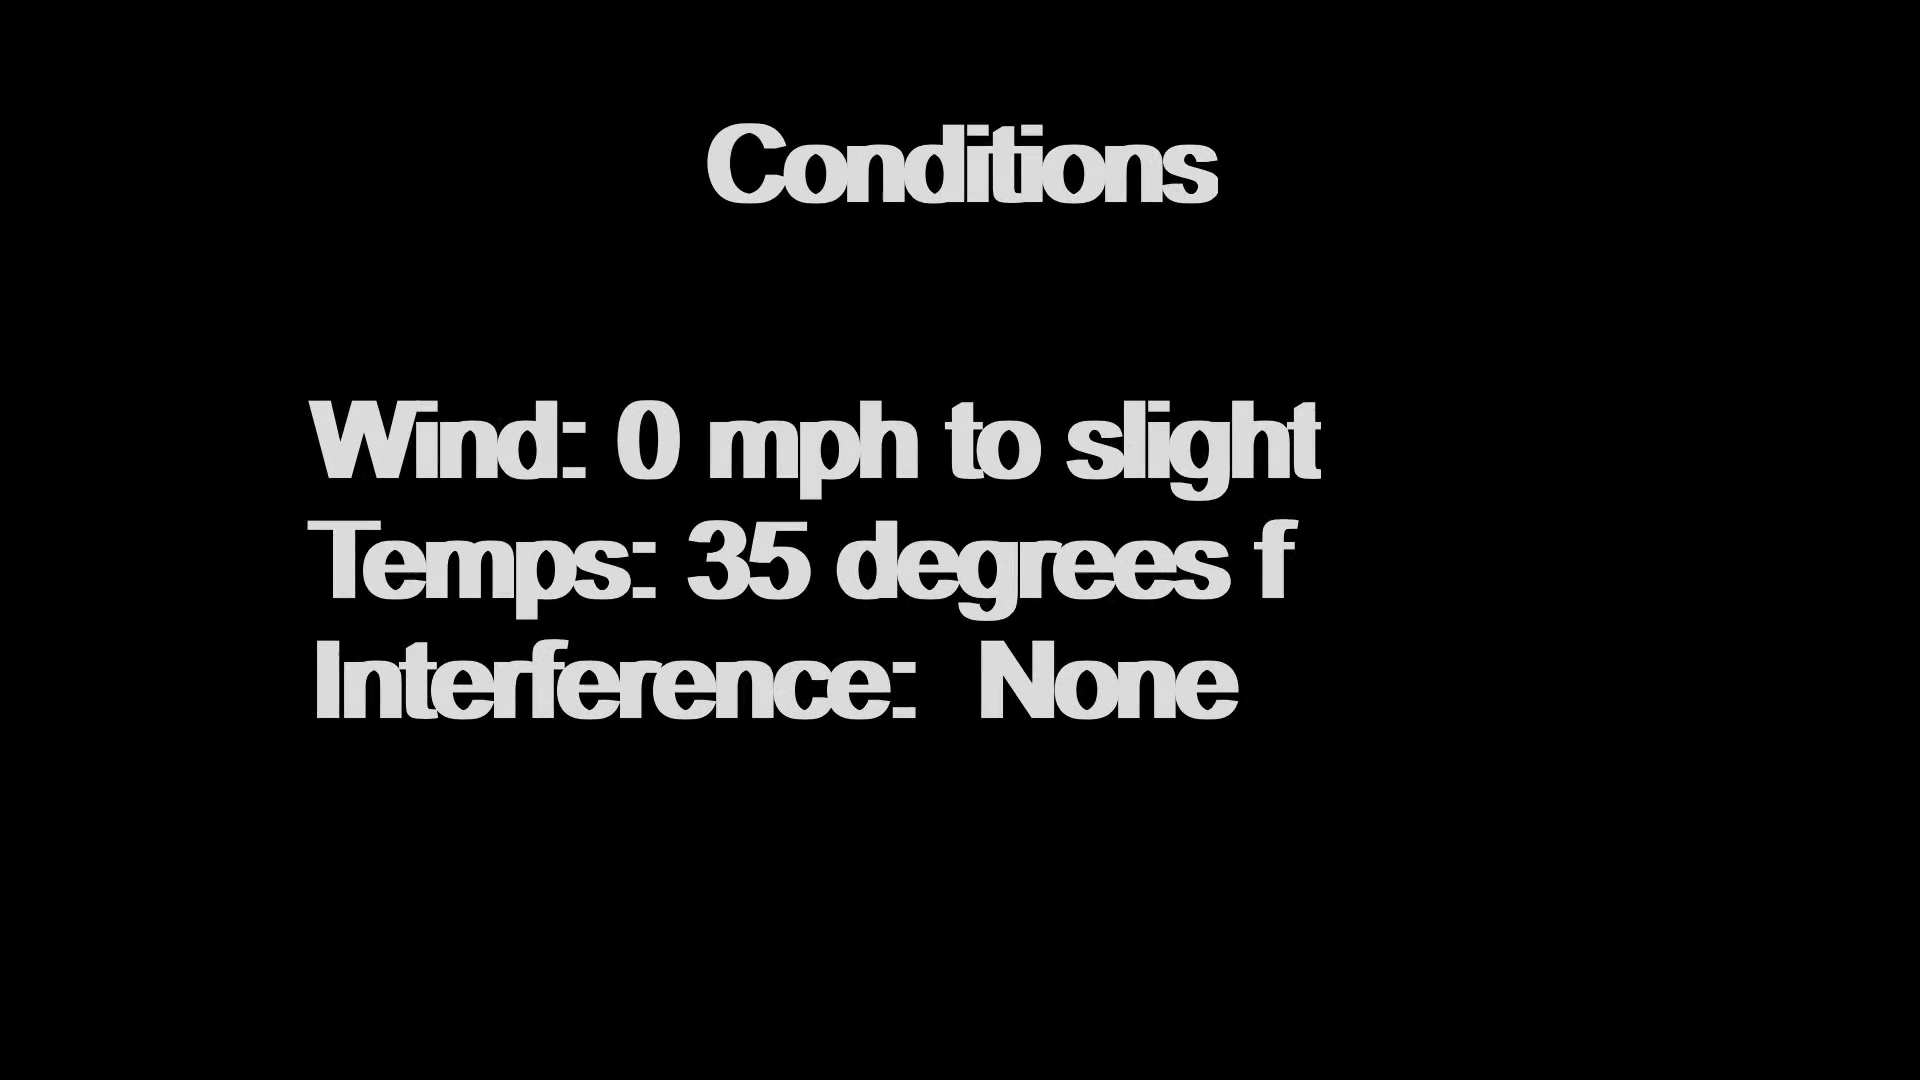 Conditions
Wind: 0 mph to slight
Temps: 35 degrees f
Interference:  None